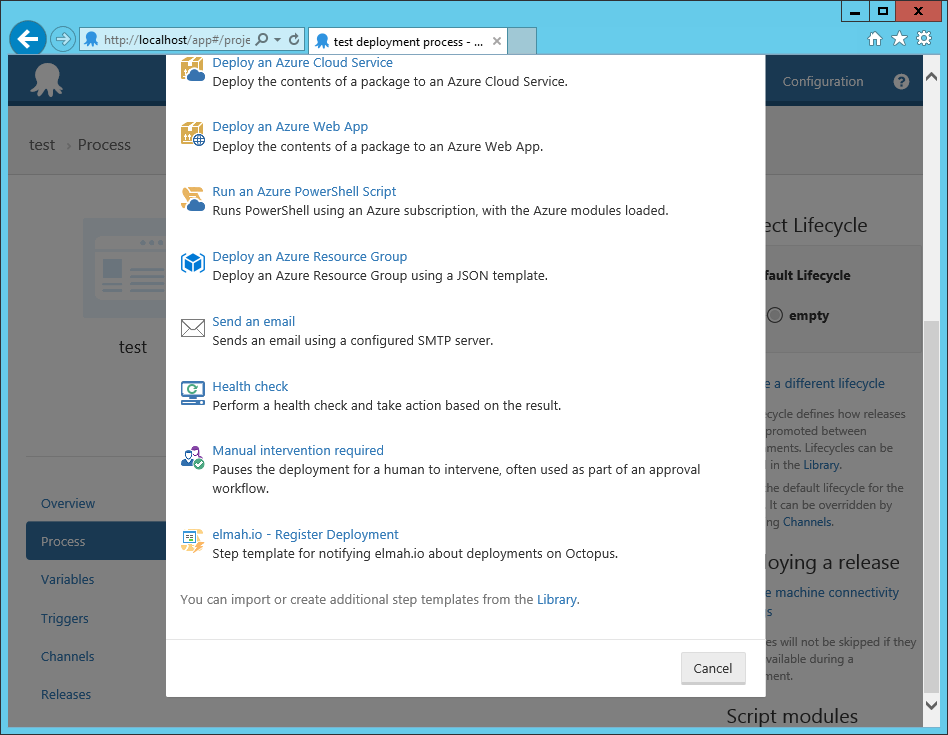 http://localhost/app#/proje
test deployment process - ...
Deploy an Azure Cloud Service
Deploy the contents of a package to an Azure Cloud Service.
Configuration
?
test › Process
Deploy an Azure Web App
Deploy the contents of a package to an Azure Web App.
Run an Azure PowerShell Script
Runs PowerShell using an Azure subscription, with the Azure modules loaded.
Deploy an Azure Resource Group
Deploy an Azure Resource Group using a JSON template.
Send an email
Sends an email using a configured SMTP server.
Health check
Perform a health check and take action based on the result.
Manual intervention required
Pauses the deployment for a human to intervene, often used as part of an approval
workflow.
elmah.io - Register Deployment
Step template for notifying elmah.io about deployments on Octopus.
You can import or create additional step templates from the Library.
Cancel
test
Overview
Process
Variables
Triggers
Channels
Releases
ect Lifecycle
fault Lifecycle
empty
e a different lifecycle
ecycle defines how releases
promoted between
ments. Lifecycles can be
l in the Library.
the default lifecycle for the
. It can be overridden by
ng Channels.
loying a release
e machine connectivity
s
es will not be skipped if they
vailable during a
ment.
Script modules